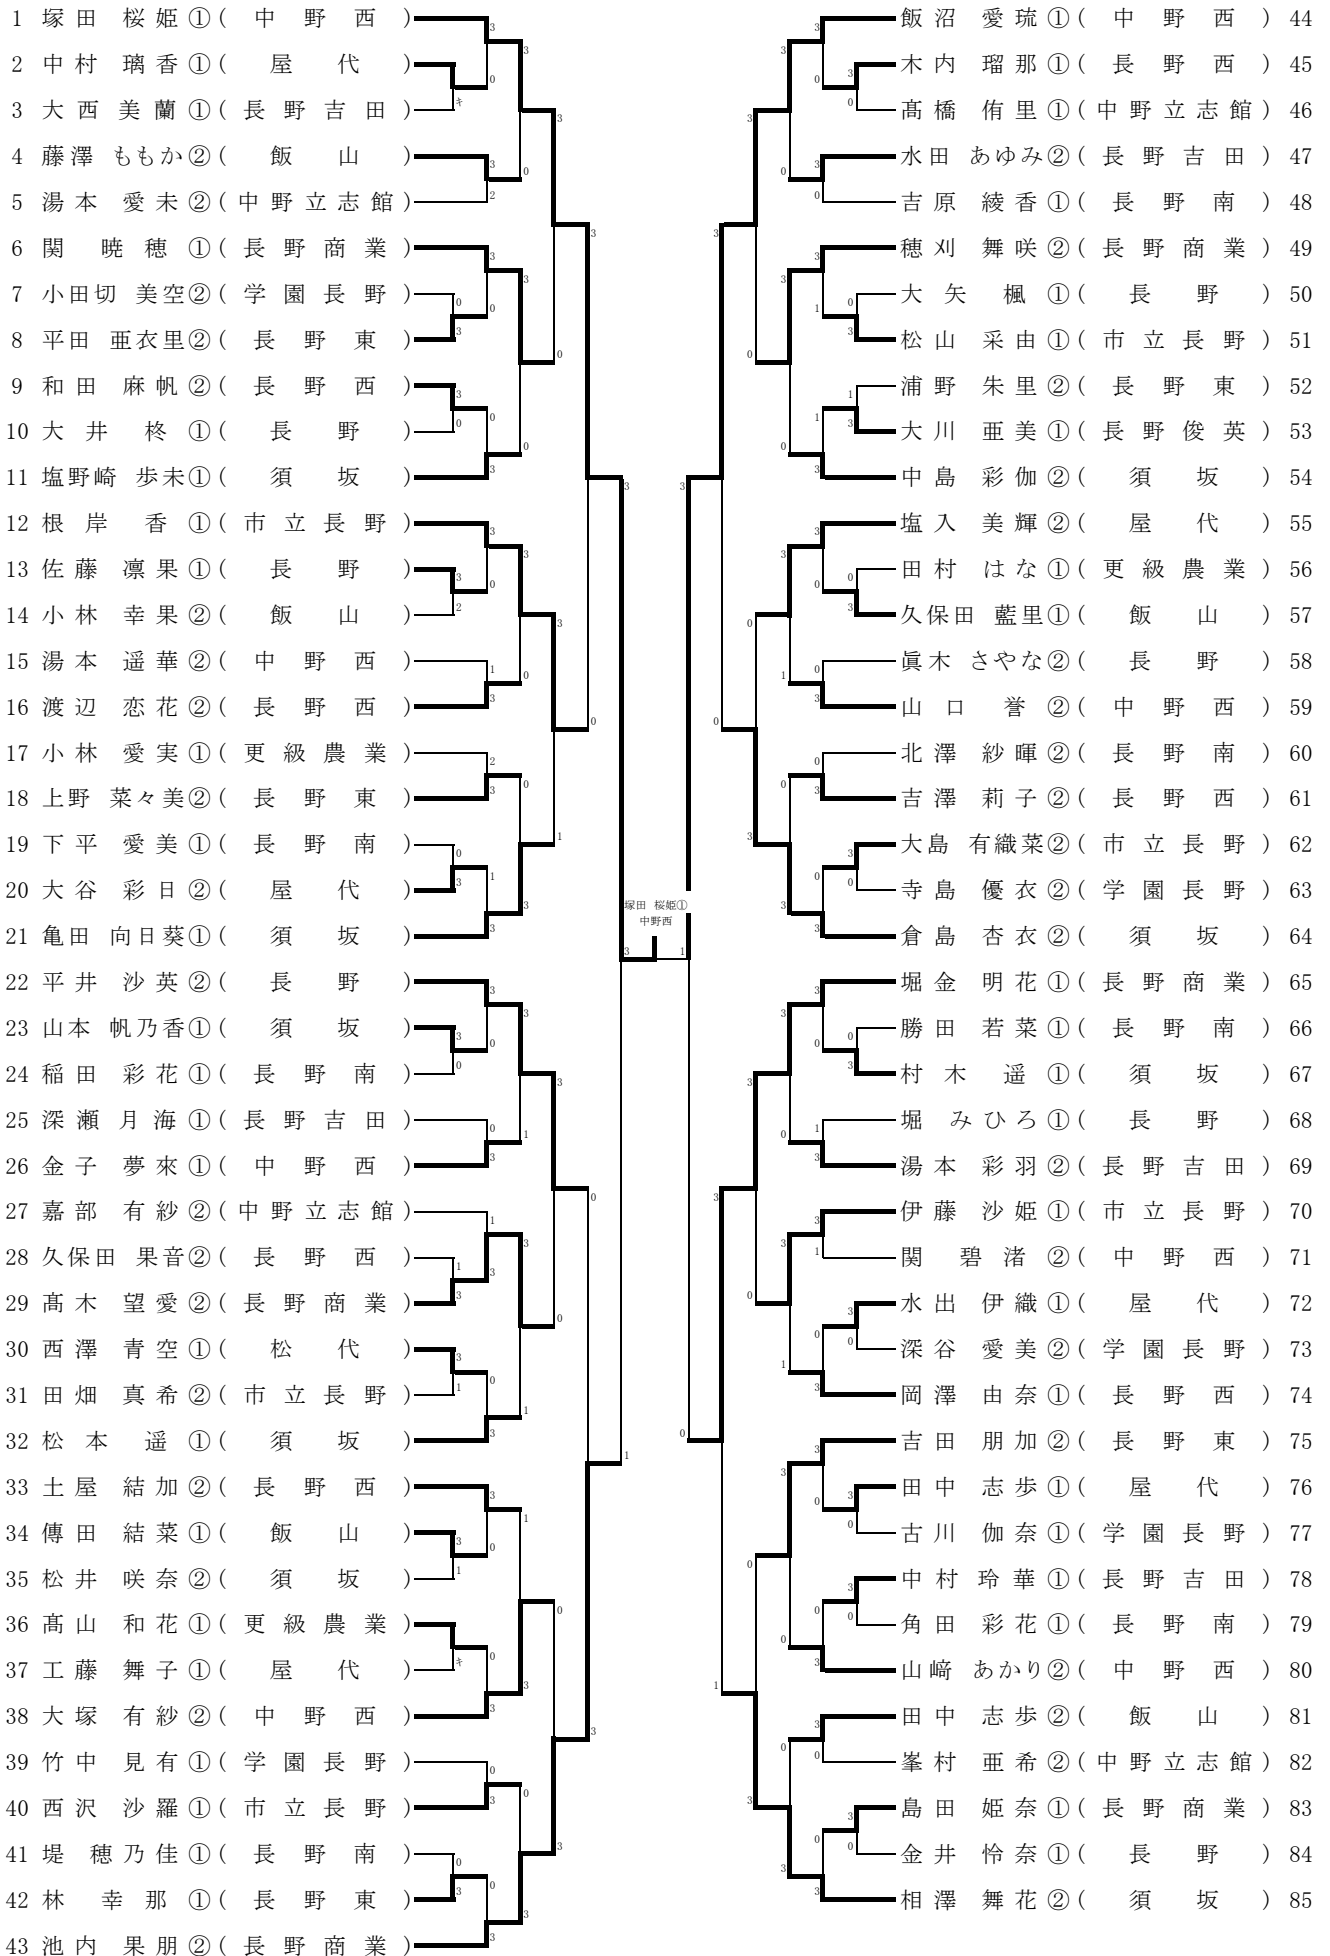 1 塚田 桜姫①(中野西)
2 中村 璃香①(屋代)
3 大西美蘭①(長野吉田)
4 藤澤 ももか②(飯山)
5 湯本 愛未②(中野立志館)
6 関 暁穂①(長野商業)
7 小田切 美空②(学園長野)
8 平田 亜衣里②(長野東)
9 和田 麻帆②(長野西)
10 大井 柊①(長野)
11 塩野崎 歩未①(須坂)
12 根岸 香①(市立長野)
13 佐藤 凛果①(長野)
14 小林 幸果②(飯山)
15 湯本 遥華②(中野西)
16 渡辺 恋花②(長野西)
17 小林 愛実①(更級農業)
18 上野 菜々美②(長野東)
19 下平 愛美①(長野南)
20 大谷 彩日②(屋代)
21 亀田 向日葵①(須坂)
22 平井 沙英②(長野)
23 山本 帆乃香①(須坂)
24 稲田 彩花①(長野南)
25 深瀬 月海①(長野吉田)
26 金子 夢來①(中野西)
27 嘉部 有紗②(中野立志館)
28 久保田 果音②(長野西)
29 髙木 望愛②(長野商業)
30 西澤 青空①(松代)
31 田畑 真希②(市立長野)
32 松本 遥①(須坂)
33 土屋 結加②(長野西)
34 傳田 結菜①(飯山)
35 松井 咲奈②(須坂)
36 髙山 和花①(更級農業)
37 工藤 舞子①(屋代)
38 大塚 有紗②(中野西)
39 竹中 見有①(学園長野)
40 西沢 沙羅①(市立長野)
41 堤 穂乃佳①(長野南)
42 林 幸那①(長野東)
43 池内 果朋②(長野商業)
塚田 桜姫①
中野西
飯沼 愛琉①(中野西) 44
木内 瑠那①(長野西) 45
髙橋 侑里①(中野立志館) 46
水田 あゆみ②(長野吉田) 47
吉原 綾香①(長野南) 48
穂刈 舞咲②(長野商業) 49
大矢 楓①(長野) 50
松山 采由①(市立長野) 51
浦野 朱里②(長野東) 52
大川 亜美①(長野俊英) 53
中島 彩伽②(須坂) 54
塩入 美輝②(屋代) 55
田村 はな①(更級農業) 56
久保田 藍里①(飯山) 57
眞木 さやな②(長野) 58
山口 誉②(中野西) 59
北澤 紗暉②(長野南) 60
吉澤 莉子②(長野西) 61
大島 有織菜②(市立長野) 62
寺島 優衣②(学園長野) 63
倉島 杏衣②(須坂) 64
堀金 明花①(長野商業) 65
勝田 若菜①(長野南) 66
村木 遥①(須坂) 67
堀 みひろ①(長野) 68
湯本 彩羽②(長野吉田) 69
伊藤 沙姫①(市立長野) 70
関 碧渚②(中野西) 71
水出 伊織①(屋代) 72
深谷 愛美②(学園長野) 73
岡澤 由奈①(長野西) 74
吉田 朋加②(長野東) 75
田中 志歩①(屋代) 76
古川 伽奈①(学園長野) 77
中村 玲華①(長野吉田) 78
角田 彩花①(長野南) 79
山﨑 あかり②(中野西) 80
田中 志歩②(飯山) 81
峯村 亜希②(中野立志館) 82
島田 姫奈①(長野商業) 83
金井 怜奈①(長野) 84
相澤 舞花②(須坂) 85